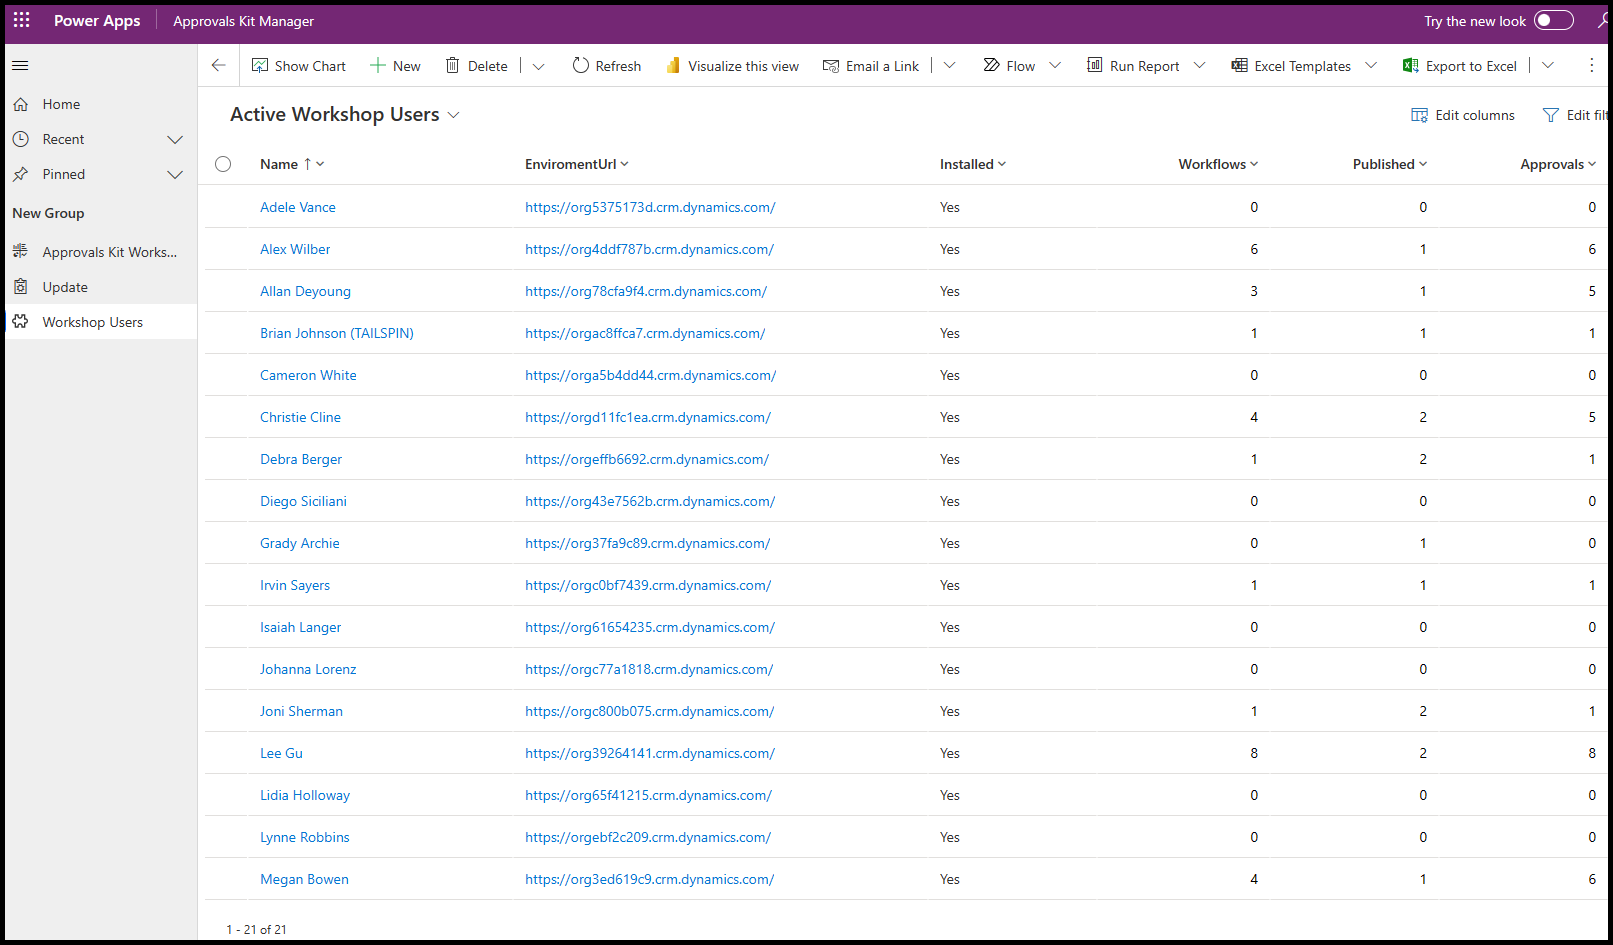 Power Apps Approvals Kit Manager Try the new look
Show Chart New Delete Refresh Visualize this view Email a Link Flow Run Report Excel Templates Export to Excel
Home
Recent
Pinned
New Group
Approvals Kit Works...
Update
Workshop Users
Active Workshop Users Edit columns Edit filt
Name ↑ EnviromentUrl Installed Workflows Published Approvals
Adele Vance https://org5375173d.crm.dynamics.com/ Yes 0 0 0
Alex Wilber https://org4ddf787b.crm.dynamics.com/ Yes 6 1 6
Allan Deyoung https://org78cfa9f4.crm.dynamics.com/ Yes 3 1 5
Brian Johnson (TAILSPIN) https://orgac8ffca7.crm.dynamics.com/ Yes 1 1 1
Cameron White https://orga5b4dd44.crm.dynamics.com/ Yes 0 0 0
Christie Cline https://orgd11fc1ea.crm.dynamics.com/ Yes 4 2 5
Debra Berger https://orgeffb6692.crm.dynamics.com/ Yes 1 2 1
Diego Siciliani https://org43e7562b.crm.dynamics.com/ Yes 0 0 0
Grady Archie https://org37fa9c89.crm.dynamics.com/ Yes 0 1 0
Irvin Sayers https://orgc0bf7439.crm.dynamics.com/ Yes 1 1 1
Isaiah Langer https://org61654235.crm.dynamics.com/ Yes 0 0 0
Johanna Lorenz https://orgc77a1818.crm.dynamics.com/ Yes 0 0 0
Joni Sherman https://orgc800b075.crm.dynamics.com/ Yes 1 2 1
Lee Gu https://org39264141.crm.dynamics.com/ Yes 8 2 8
Lidia Holloway https://org65f41215.crm.dynamics.com/ Yes 0 0 0
Lynne Robbins https://orgebf2c209.crm.dynamics.com/ Yes 0 0 0
Megan Bowen https://org3ed619c9.crm.dynamics.com/ Yes 4 1 6
1 - 21 of 21